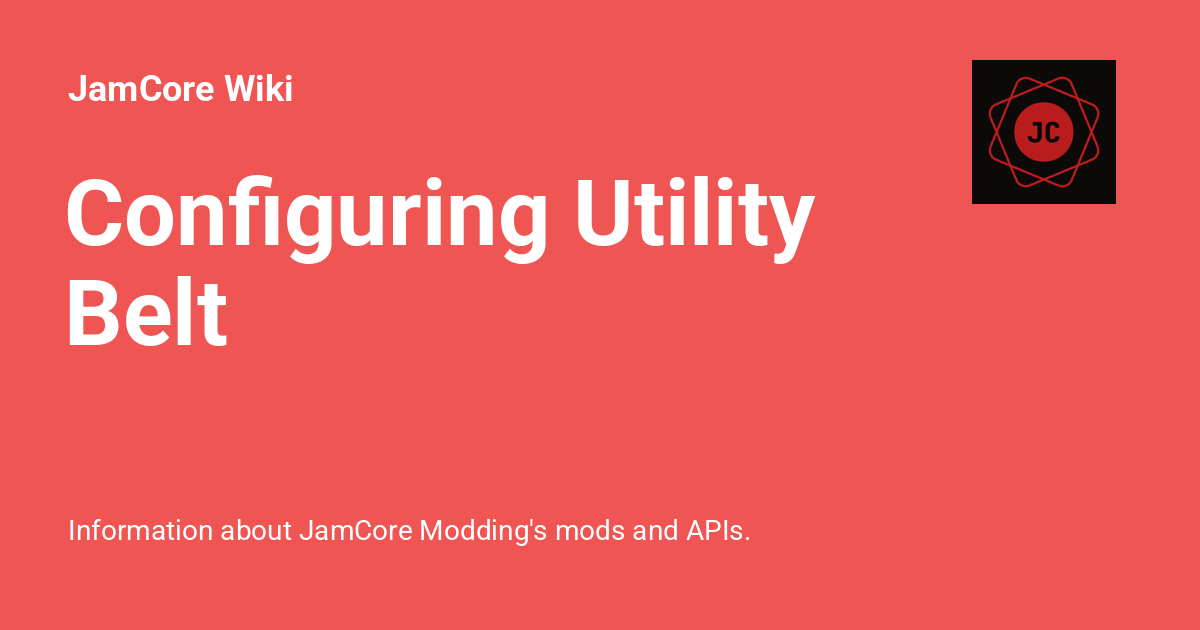 JamCore Wiki
JC
Configuring Utility
Belt
Information about JamCore Modding's mods and APIs.